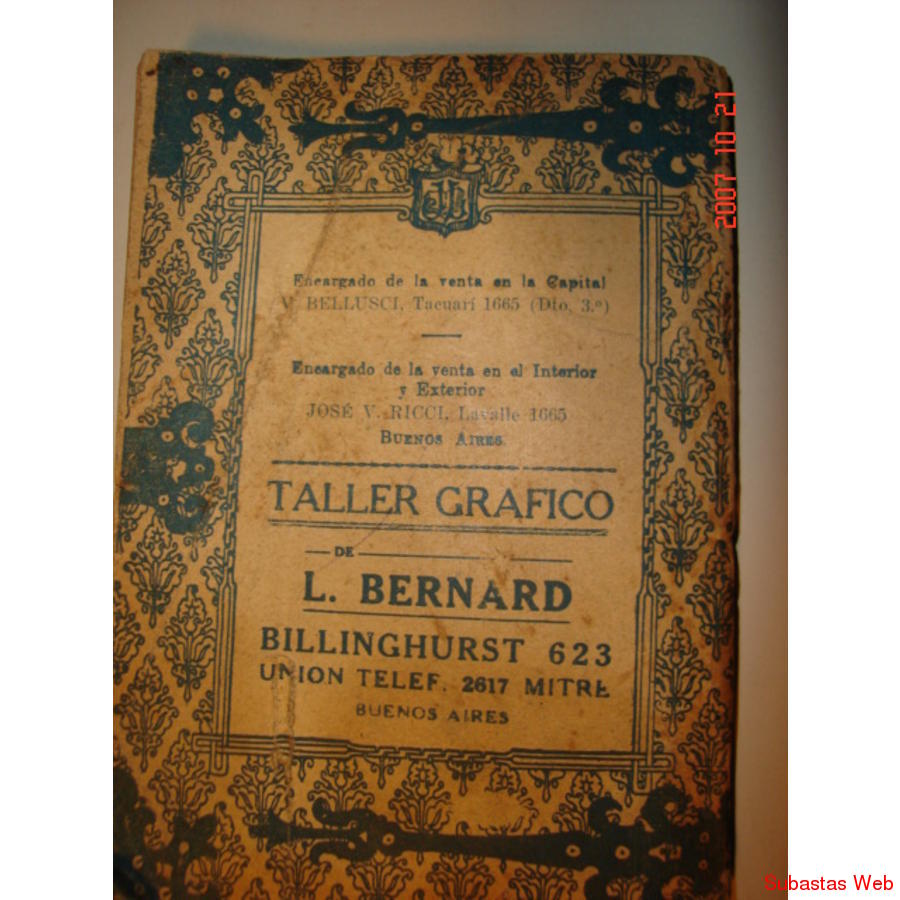 JL
Encargado de la venta en la Capital
V. BELLUSCI, Tacuarí 1665 (Dto. 3.º)
Encargado de la venta en el Interior
y Exterior
JOSÉ V. RICCI, Lavalle 1665
BUENOS AIRES
TALLER GRAFICO
DE
L. BERNARD
BILLINGHURST 623
UNION TELEF. 2617 MITRE
BUENOS AIRES
2007 10 21
Subastas Web